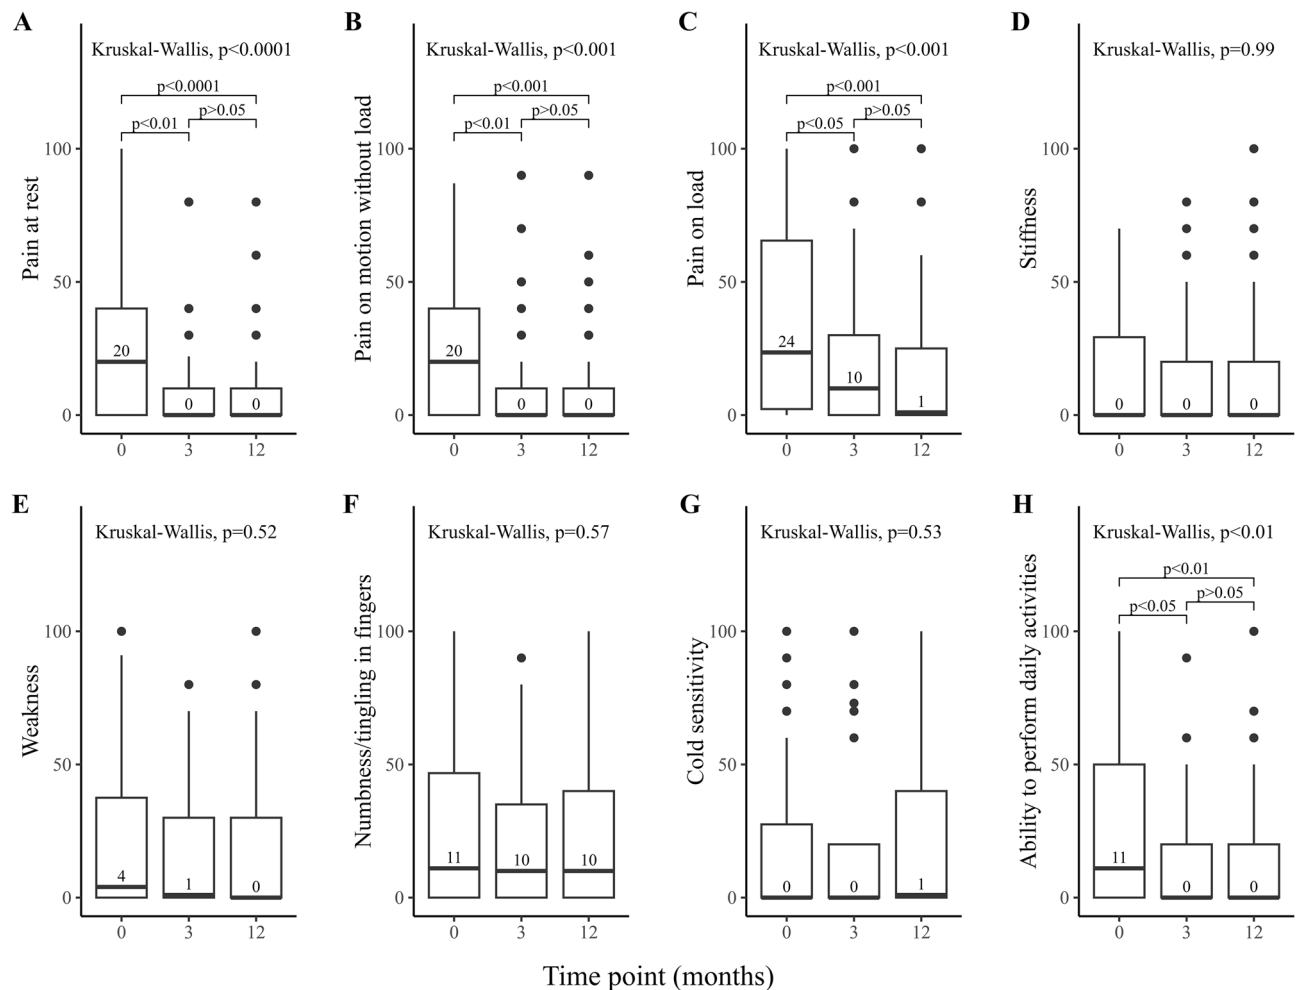 A
Kruskal-Wallis, p<0.0001
p<0.0001
p<0.01
p>0.05
Pain at rest
100
50
0
20
0
0
0
3
12
B
Kruskal-Wallis, p<0.001
p<0.001
p<0.01
p>0.05
Pain on motion without load
100
50
0
20
0
0
0
3
12
C
Kruskal-Wallis, p<0.001
p<0.001
p<0.05
p>0.05
Pain on load
100
50
0
24
10
1
0
3
12
D
Kruskal-Wallis, p=0.99
Stiffness
100
50
0
0
0
0
0
3
12
E
Kruskal-Wallis, p=0.52
Weakness
100
50
0
4
1
0
0
3
12
F
Kruskal-Wallis, p=0.57
Numbness/tingling in fingers
100
50
0
11
10
10
0
3
12
G
Kruskal-Wallis, p=0.53
Cold sensitivity
100
50
0
0
0
1
0
3
12
H
Kruskal-Wallis, p<0.01
p<0.01
p<0.05
p>0.05
Ability to perform daily activities
100
50
0
11
0
0
0
3
12
Time point (months)